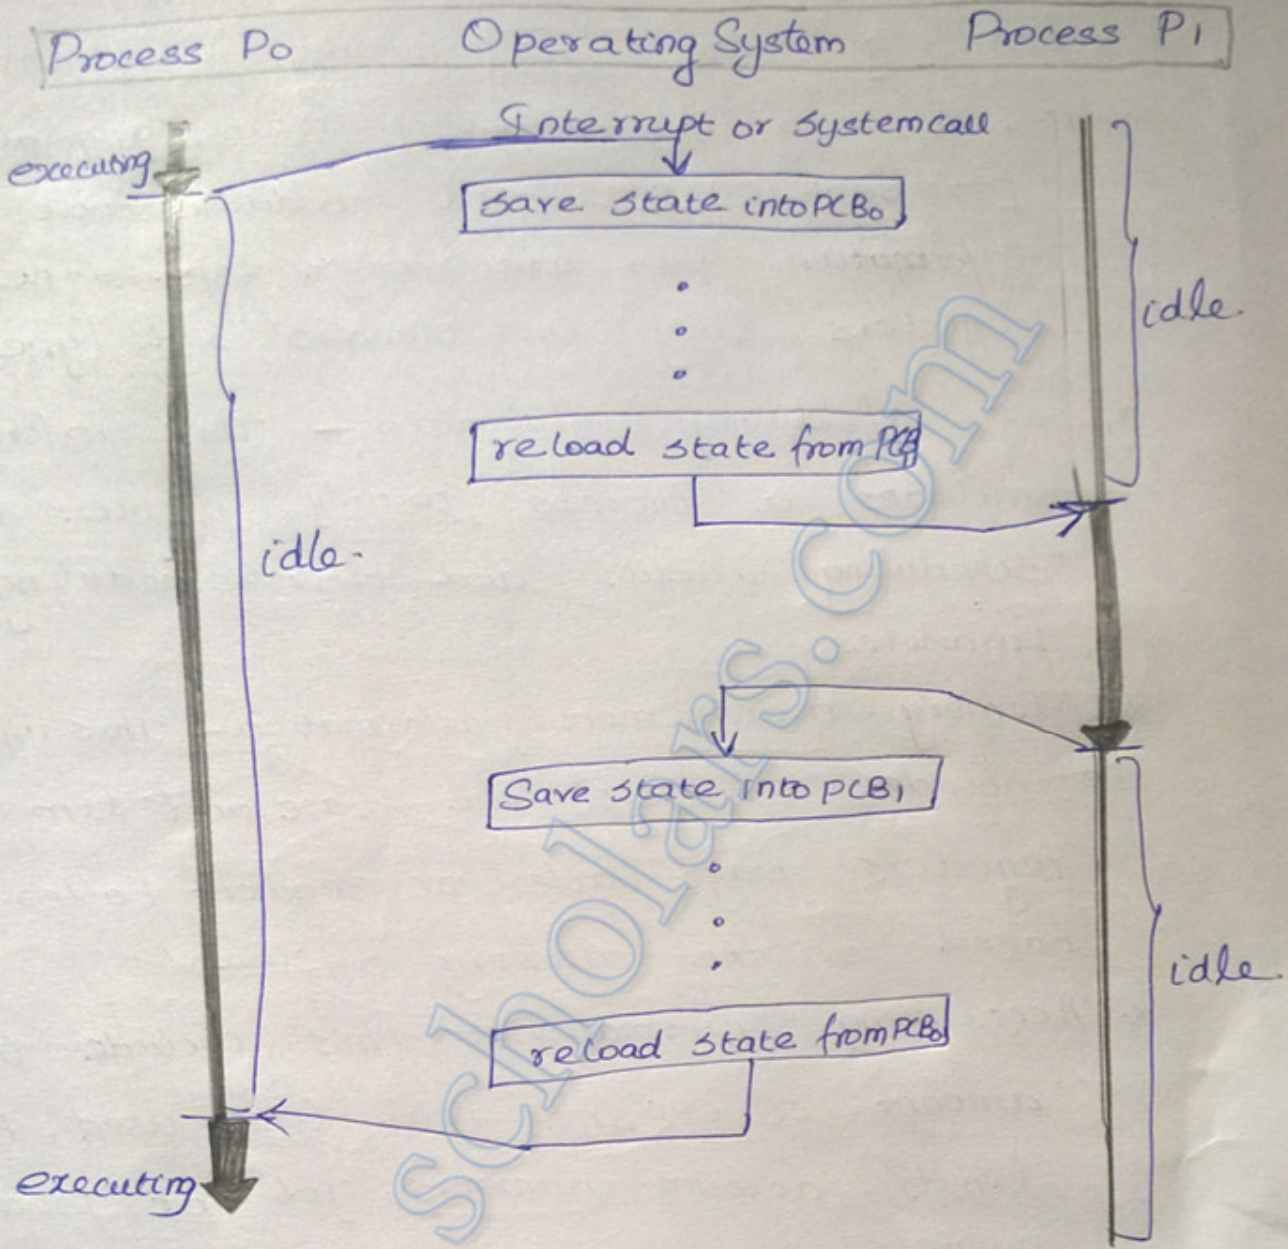 Process P0 Operating System Process P1
Interrupt or systemcall
executing
save state into PCB0
idle.
reload state from PCB1
idle.
Save state into PCB1
idle
reload state from PCB0
executing
scholars.com